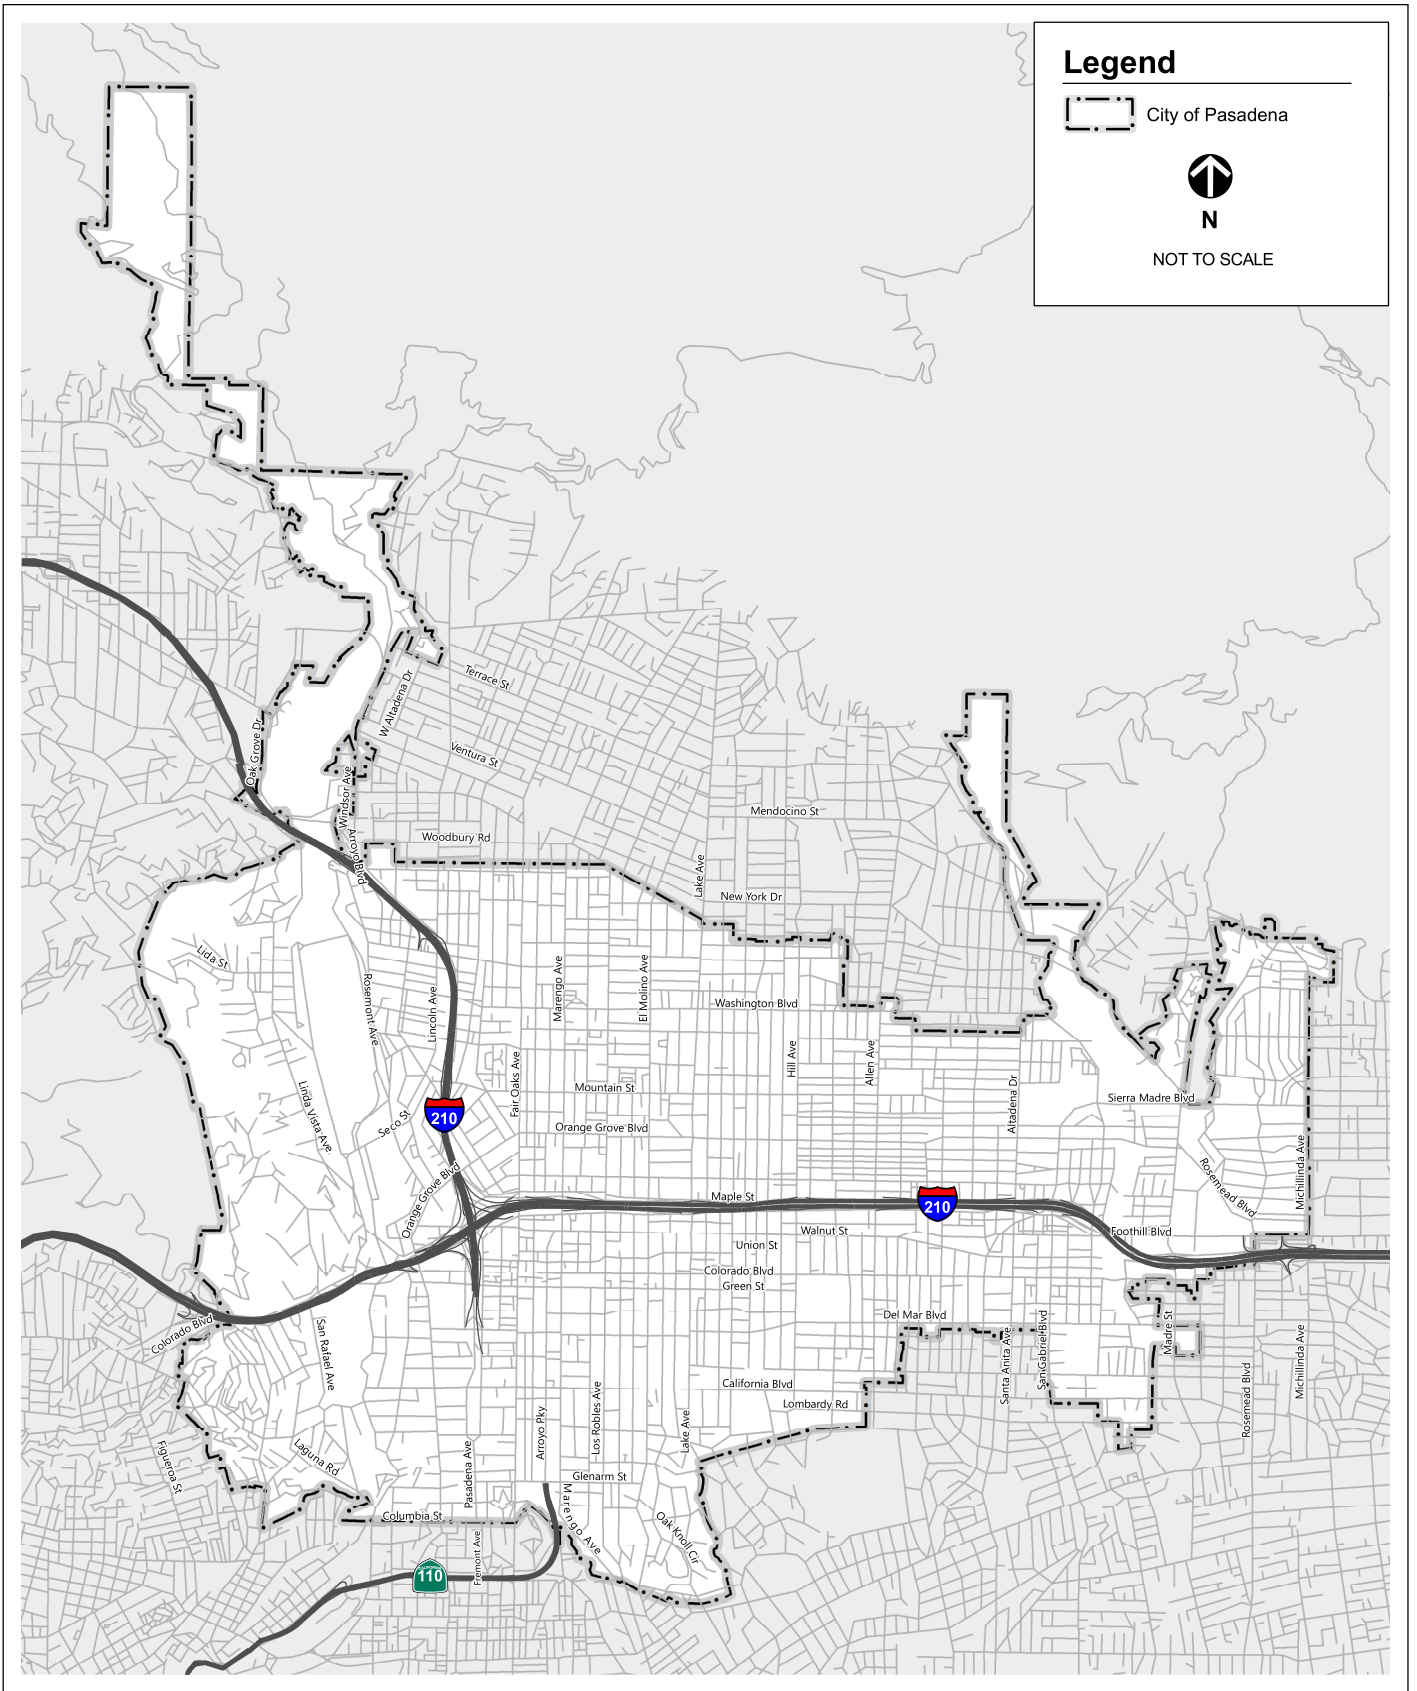 Legend
City of Pasadena
N
NOT TO SCALE
Terrace St
W Altadena Dr
Oak Grove Dr
Ventura St
Windsor Ave
Mendocino St
Arroyo Blvd
Woodbury Rd
Lake Ave
New York Dr
Lida St
Rosemont Ave
Lincoln Ave
Marengo Ave
El Molino Ave
Washington Blvd
Hill Ave
Allen Ave
Fair Oaks Ave
Mountain St
Altadena Dr
Sierra Madre Blvd
Linda Vista Ave
Seco St
210
Orange Grove Blvd
Michillinda Ave
Rosemead Blvd
Orange Grove Blvd
Maple St
210
Walnut St
Foothill Blvd
Union St
Colorado Blvd
Green St
Colorado Blvd
San Rafael Ave
Del Mar Blvd
Santa Anita Ave
San Gabriel Blvd
Madre St
Michillinda Ave
Rosemead Blvd
California Blvd
Lombardy Rd
Los Robles Ave
Arroyo Pky
Lake Ave
Figueroa St
Laguna Rd
Pasadena Ave
Glenarm St
Marengo Ave
Columbia St
Oak Knoll Cir
Fremont Ave
CALIFORNIA
110